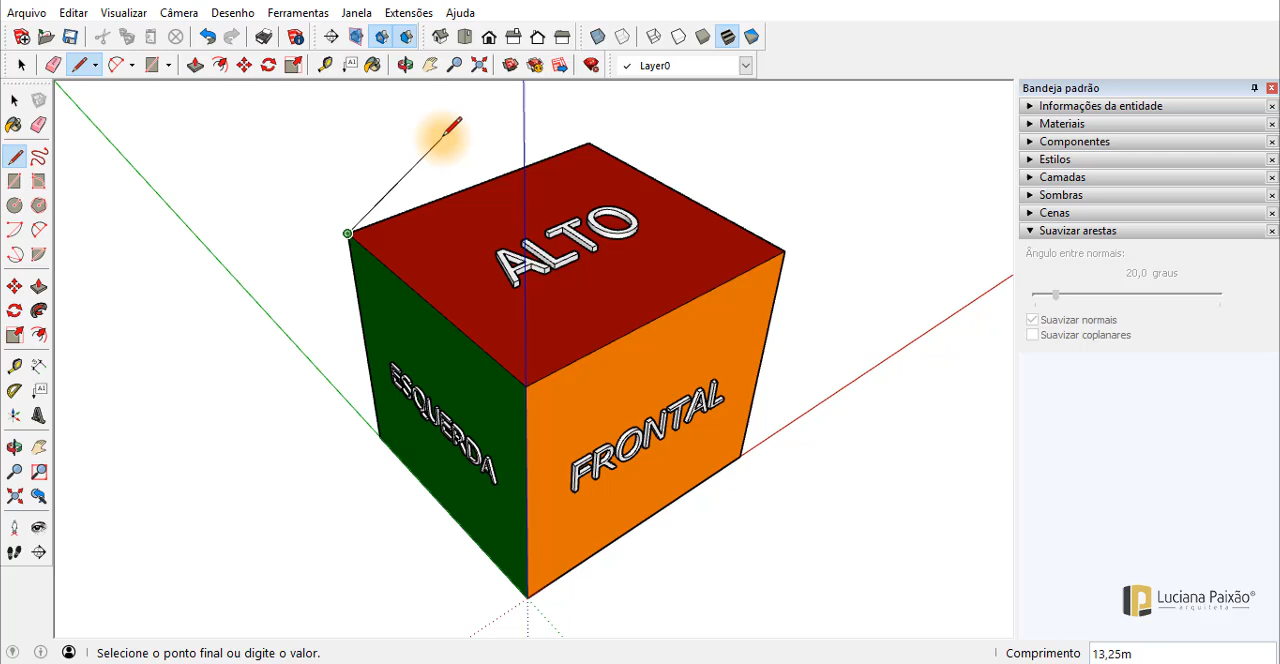 Arquivo Editar Visualizar Câmera Desenho Ferramentas Janela Extensões Ajuda
✓ Layer0
Bandeja padrão
Informações da entidade
Materiais
Componentes
Estilos
Camadas
Sombras
Cenas
Suavizar arestas
Ângulo entre normais:
20,0 graus
Suavizar normais
Suavizar coplanares
ALTO
ESQUERDA
FRONTAL
Luciana Paixão®
arquiteta
Selecione o ponto final ou digite o valor.
Comprimento 13,25m